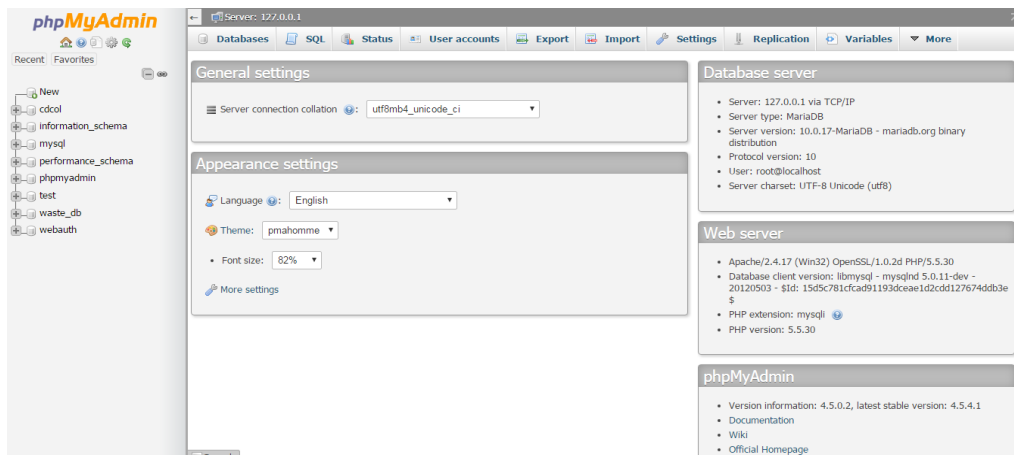 phpMyAdmin
Recent Favorites
New
cdcol
information_schema
mysql
performance_schema
phpmyadmin
test
waste_db
webauth
Server: 127.0.0.1
Databases SQL Status User accounts Export Import Settings Replication Variables More
General settings
Server connection collation : utf8mb4_unicode_ci
Appearance settings
Language : English
Theme: pmahomme
Font size: 82%
More settings
Database server
Server: 127.0.0.1 via TCP/IP
Server type: MariaDB
Server version: 10.0.17-MariaDB - mariadb.org binary
distribution
Protocol version: 10
User: root@localhost
Server charset: UTF-8 Unicode (utf8)
Web server
Apache/2.4.17 (Win32) OpenSSL/1.0.2d PHP/5.5.30
Database client version: libmysql - mysqlnd 5.0.11-dev -
20120503 - $Id: 15d5c781cfcad91193dceae1d2cdd127674ddb3e
$
PHP extension: mysqli
PHP version: 5.5.30
phpMyAdmin
Version information: 4.5.0.2, latest stable version: 4.5.4.1
Documentation
Wiki
Official Homepage